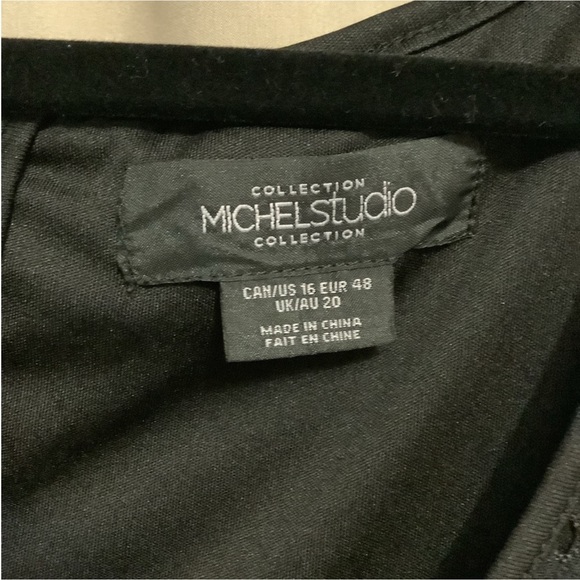 COLLECTION
MICHELStudio
COLLECTION
CAN/US 16 EUR 48
UK/AU 20
MADE IN CHINA
FAIT EN CHINE